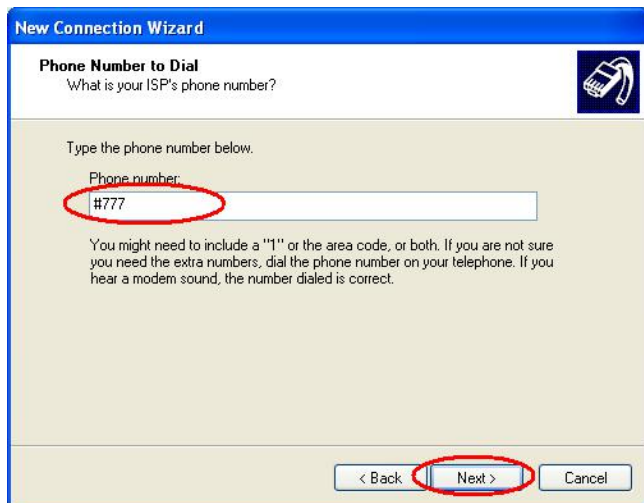 New Connection Wizard
Phone Number to Dial
What is your ISP's phone number?
Type the phone number below.
Phone number:
#777
You might need to include a "1" or the area code, or both. If you are not sure
you need the extra numbers, dial the phone number on your telephone. If you
hear a modem sound, the number dialed is correct.
< Back
Next >
Cancel